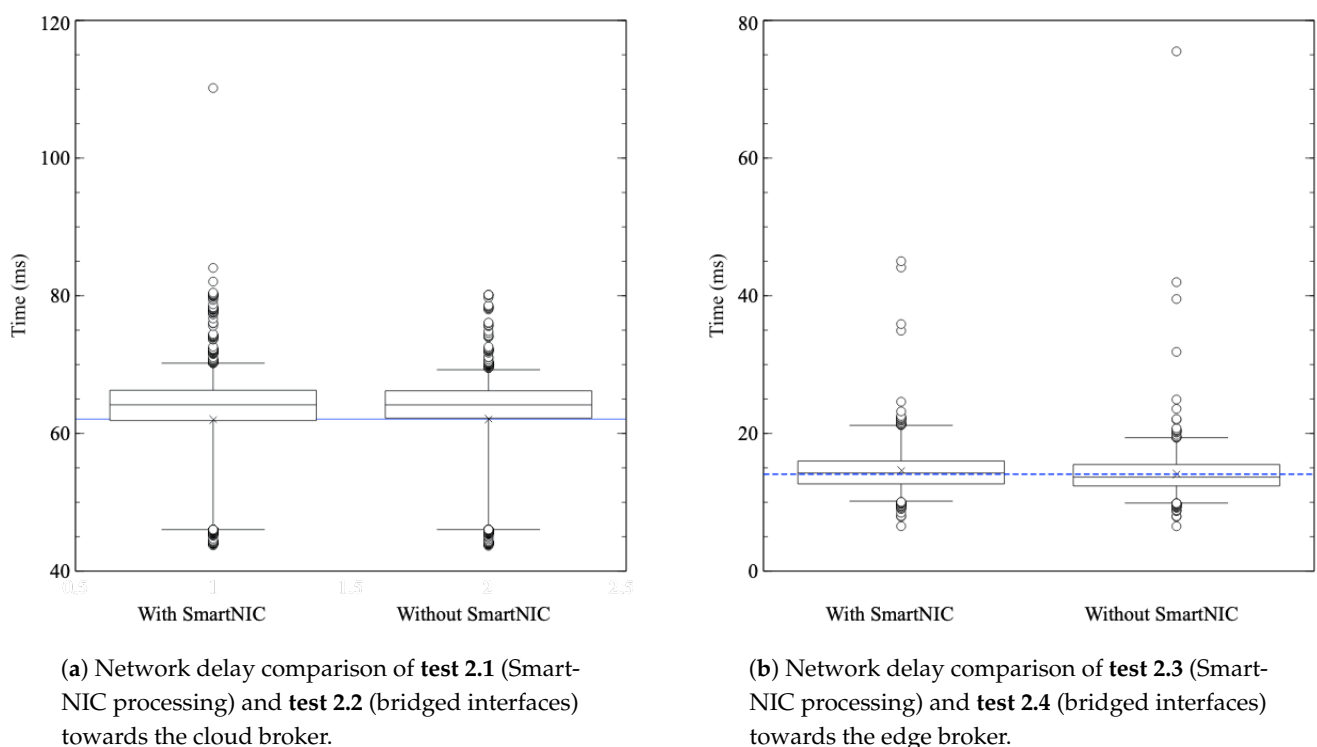 120
100
80
60
40
Time (ms)
0.5 1 1.5 2 2.5
With SmartNIC Without SmartNIC
(a) Network delay comparison of test 2.1 (Smart-
NIC processing) and test 2.2 (bridged interfaces)
towards the cloud broker.
80
60
40
20
0
Time (ms)
With SmartNIC Without SmartNIC
(b) Network delay comparison of test 2.3 (Smart-
NIC processing) and test 2.4 (bridged interfaces)
towards the edge broker.